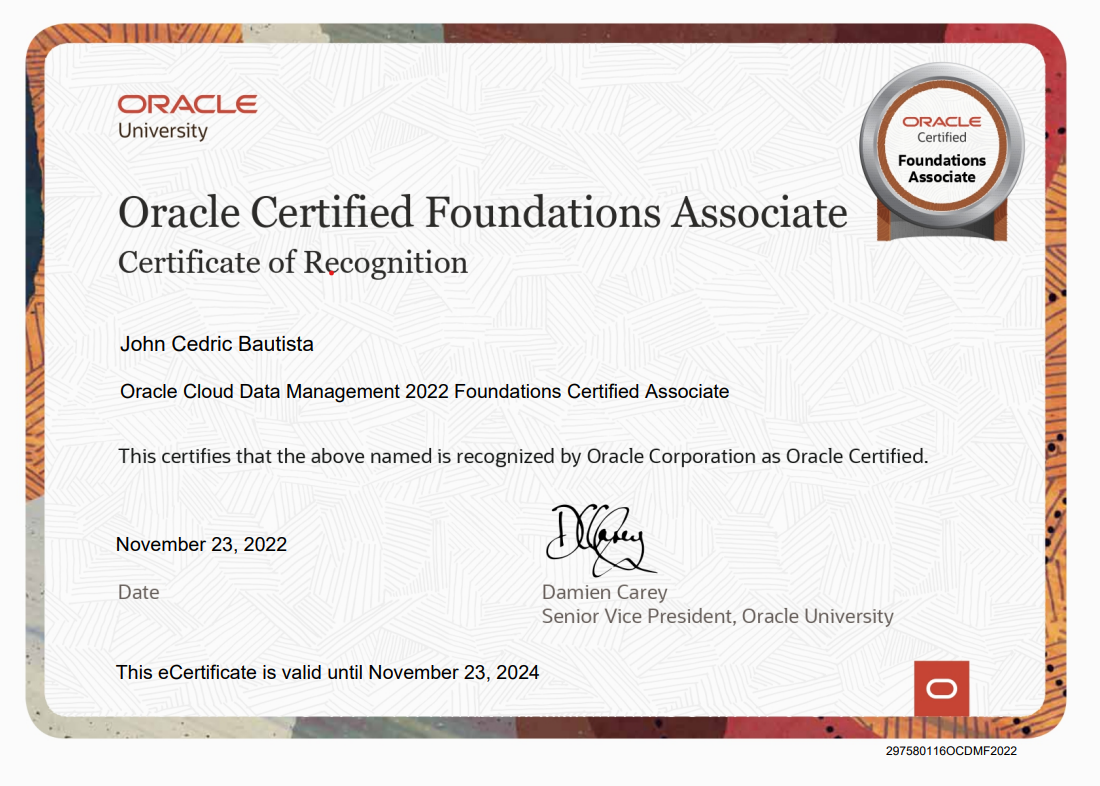 ORACLE
University
ORACLE
Certified
Foundations
Associate
Oracle Certified Foundations Associate
Certificate of Recognition
John Cedric Bautista
Oracle Cloud Data Management 2022 Foundations Certified Associate
This certifies that the above named is recognized by Oracle Corporation as Oracle Certified.
DCarey
November 23, 2022
Date
Damien Carey
Senior Vice President, Oracle University
This eCertificate is valid until November 23, 2024
297580116OCDMF2022